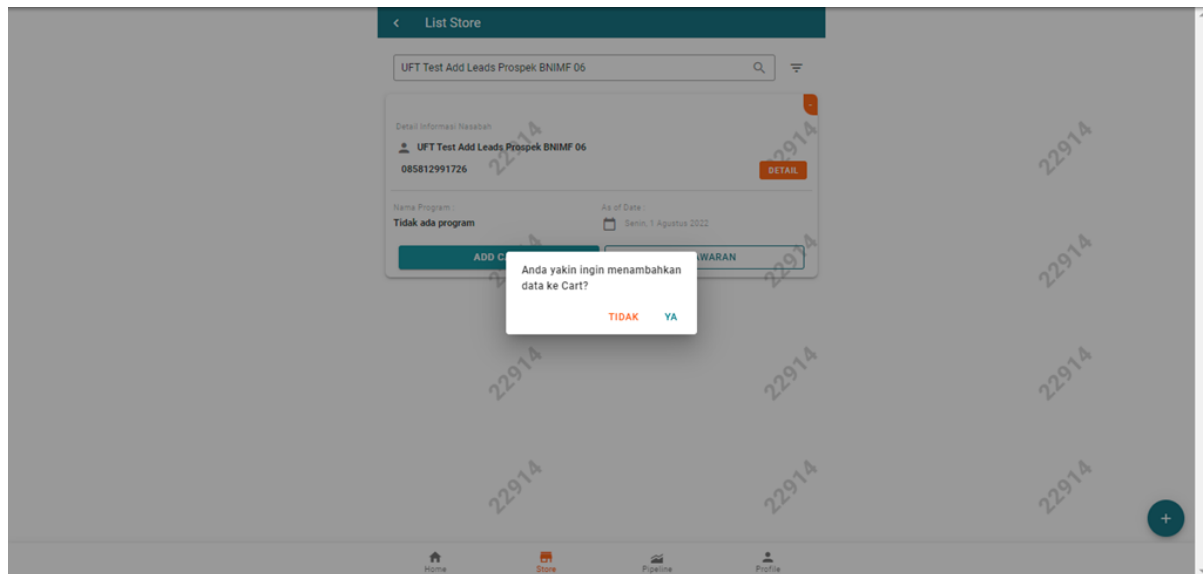 List Store
UFT Test Add Leads Prospek BNIMF 06
Detail Informasi Nasabah
UFT Test Add Leads Prospek BNIMF 06
085812991726
DETAIL
Nama Program :
As of Date :
Tidak ada program
Senin, 1 Agustus 2022
ADD C
WARAN
Anda yakin ingin menambahkan
data ke Cart?
TIDAK YA
22914
22914
22914
22914
22914
22914
22914
22914
22914
22914
22914
22914
Home
Store
Pipeline
Profile